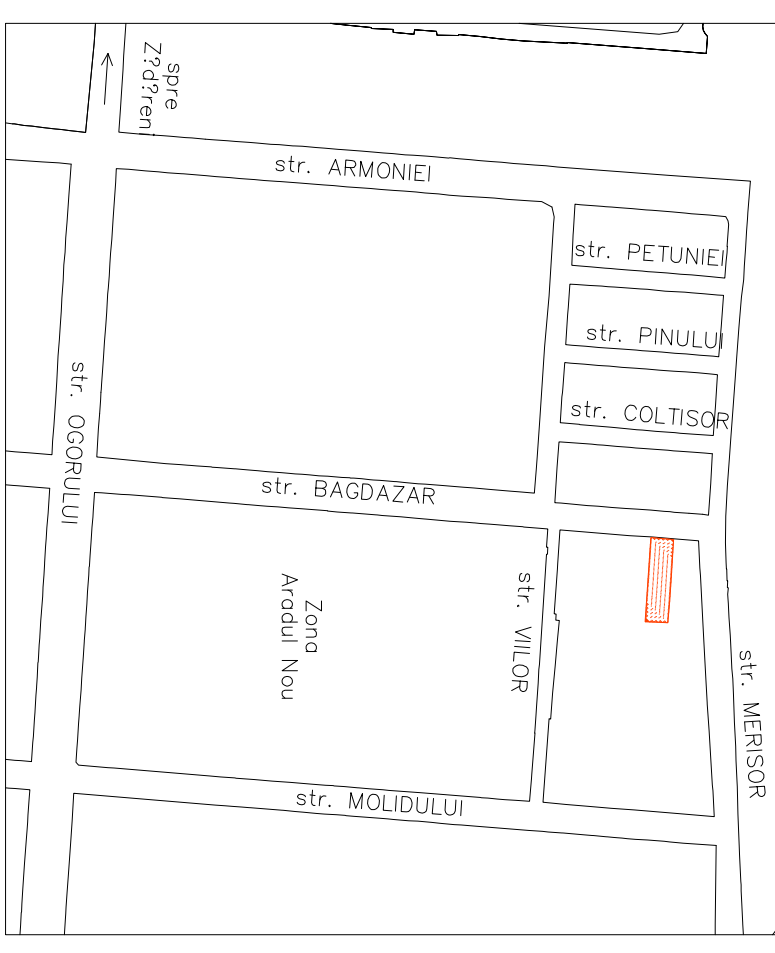 spre
Z?d?reni
str. ARMONIEI
str. PETUNIEI
str. PINULUI
str. OGORULUI
str. COLTISOR
str. BAGDAZAR
Zona
Aradul Nou
str. VIILOR
str. MERISOR
str. MOLIDULUI